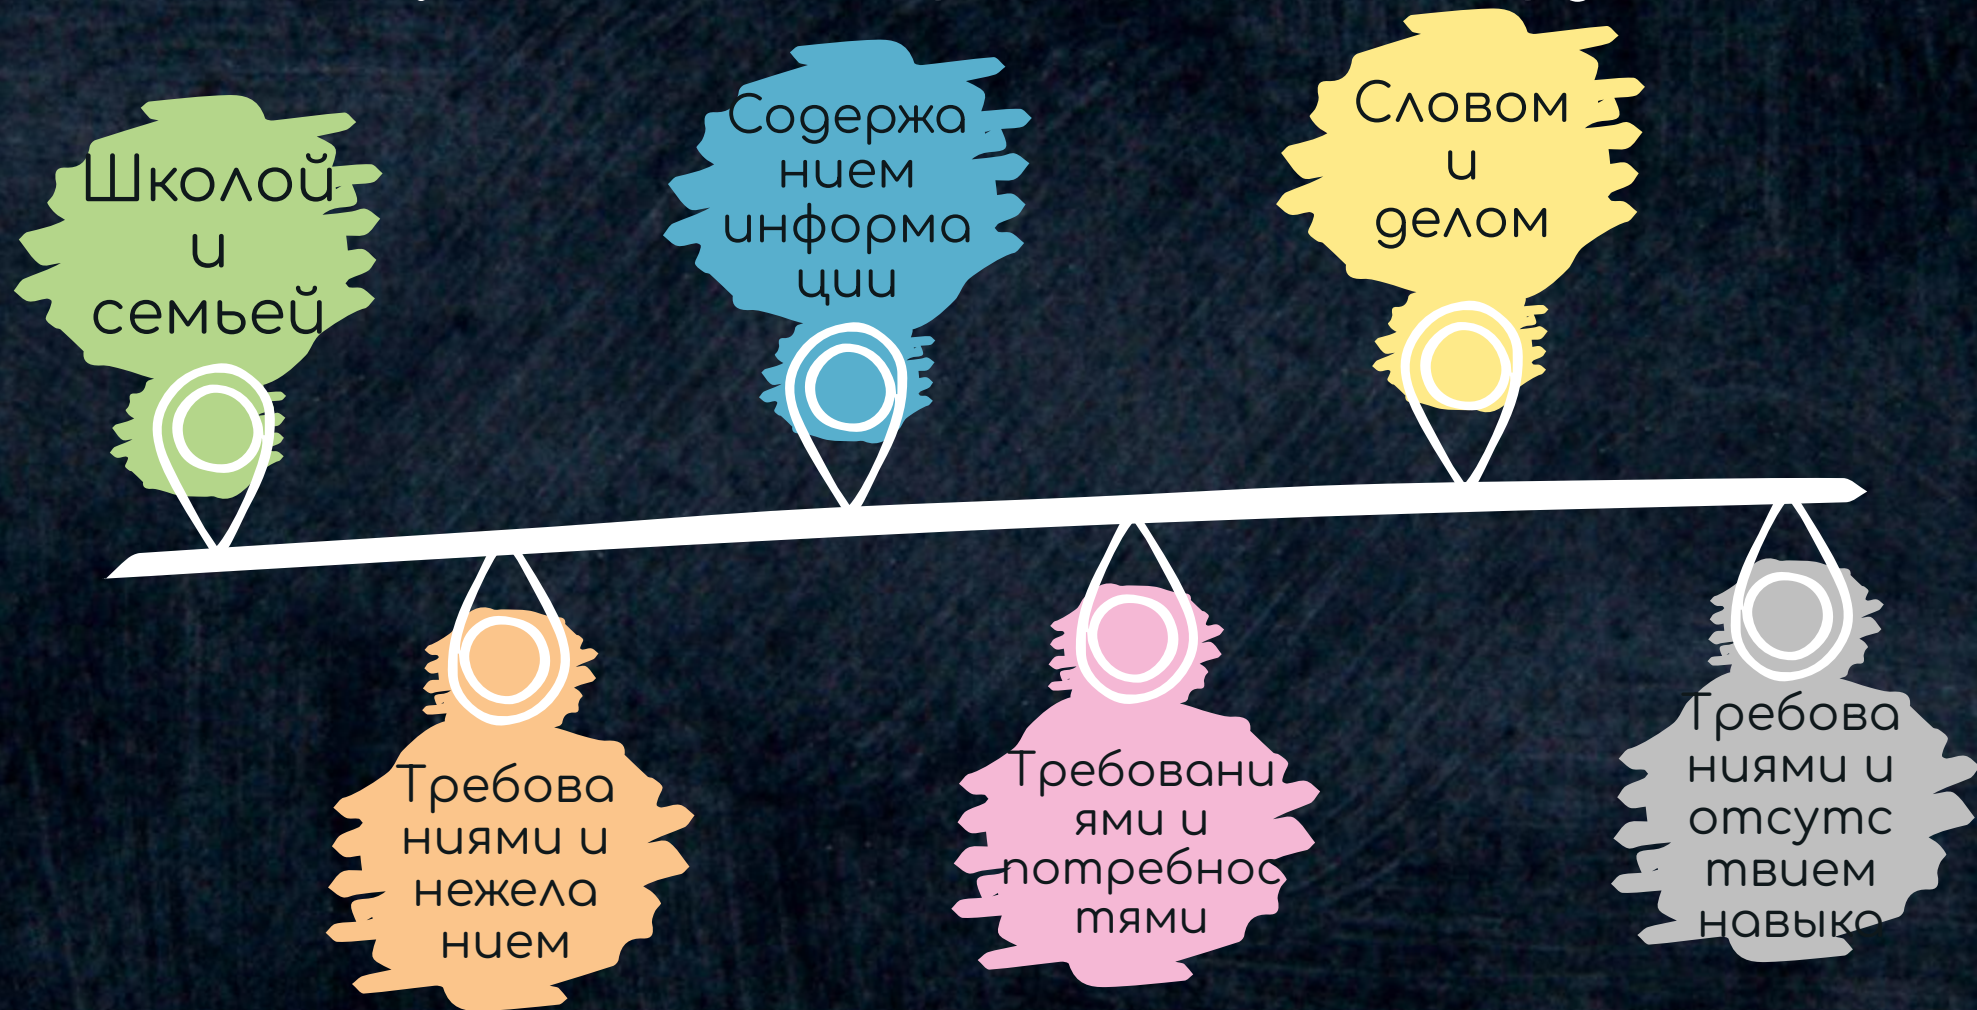 Школой
и
семьей
Содержа
нием
информа
ции
Словом
и
делом
Требова
ниями и
нежела
нием
Требовани
ями и
потребнос
тями
Требова
ниями и
отсутс
твием
навыко